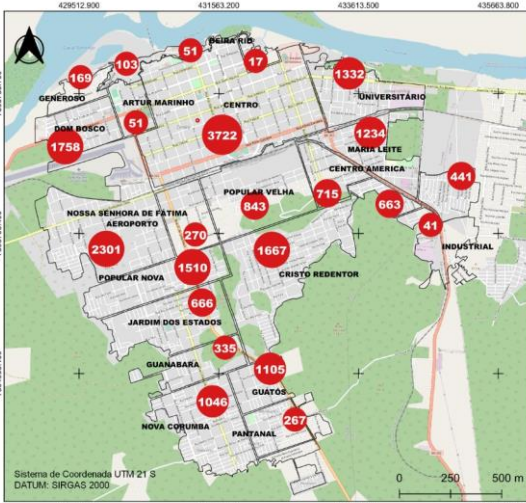 429512.900 431563.200 433613.500 435663.800
BEIRA RIO
51
17
103
169
1332
GENEROSO
ARTUR MARINHO
CENTRO
UNIVERSITÁRIO
DOM BOSCO
51
3722
1234
1758
MARIA LEITE
CENTRO AMERICA
441
POPULAR VELHA
715
843
663
NOSSA SENHORA DE FÁTIMA
AEROPORTO
41
270
2301
1667
INDUSTRIAL
1510
POPULAR NOVA
CRISTO REDENTOR
666
JARDIM DOS ESTADOS
335
GUANABARA
1105
GUATÓS
1046
267
NOVA CORUMBA
PANTANAL
Sistema de Coordenada UTM 21 S
DATUM: SIRGAS 2000
0 250 500 m